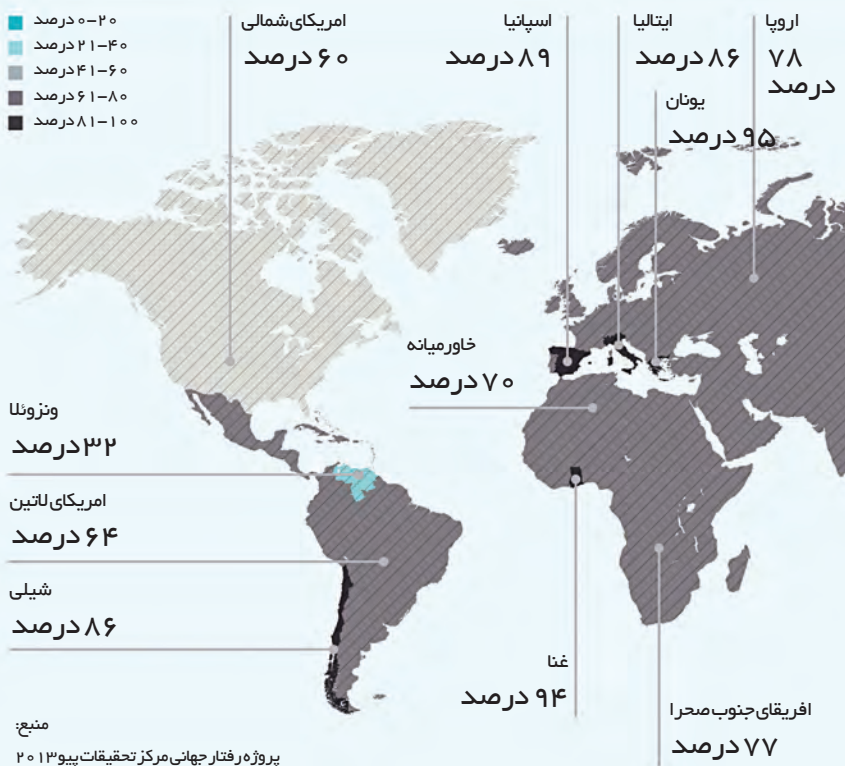 ۰-۲۰ درصد
۲۱-۴۰ درصد
۴۱-۶۰ درصد
۶۱-۸۰ درصد
۸۱-۱۰۰ درصد
امریکای شمالی
۶۰ درصد
اسپانیا
۸۹ درصد
ایتالیا
۸۶ درصد
اروپا
۷۸
درصد
یونان
۹۵ درصد
خاورمیانه
۷۰ درصد
ونزوئلا
۳۲ درصد
امریکای لاتین
۶۴ درصد
شیلی
۸۶ درصد
غنا
۹۴ درصد
افریقای جنوب صحرا
۷۷ درصد
منبع:
پروژه رفتار جهانی مرکز تحقیقات پیو ۲۰۱۳